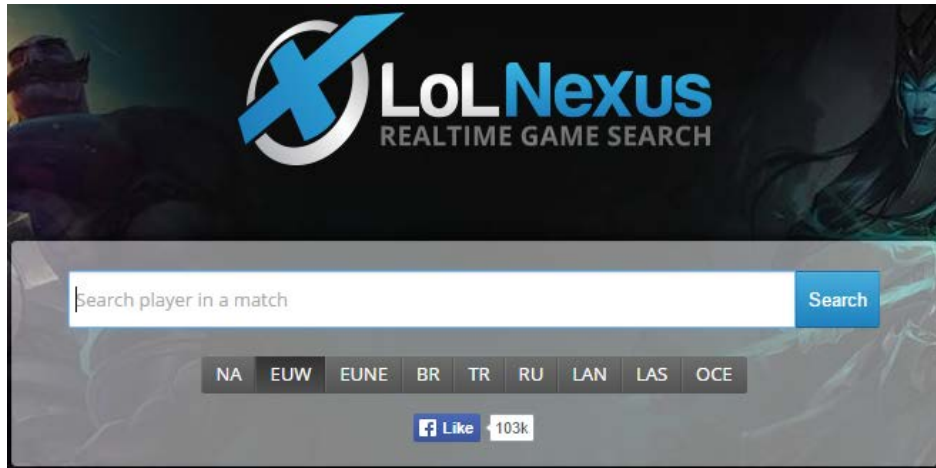 LoLNexus
REALTIME GAME SEARCH
Search player in a match
Search
NA EUW EUNE BR TR RU LAN LAS OCE
Like 103k